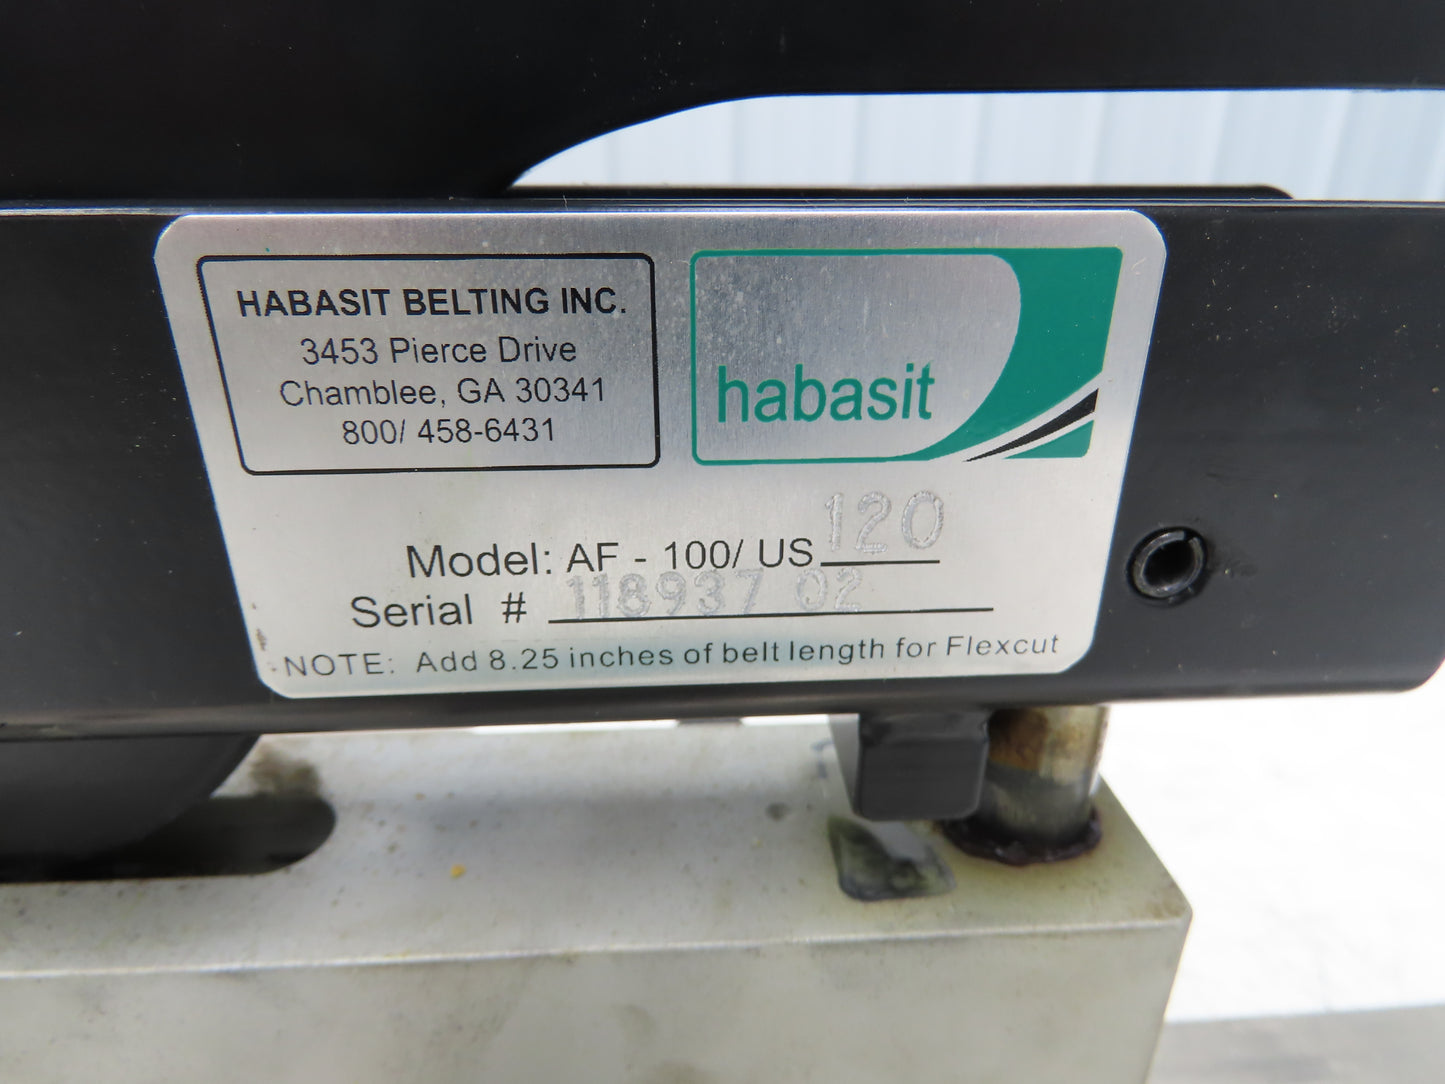 HABASIT BELTING INC.
3453 Pierce Drive
Chamblee, GA 30341
800/ 458-6431
habasit
Model: AF - 100/ US 120
Serial # 118937 02
NOTE: Add 8.25 inches of belt length for Flexcut